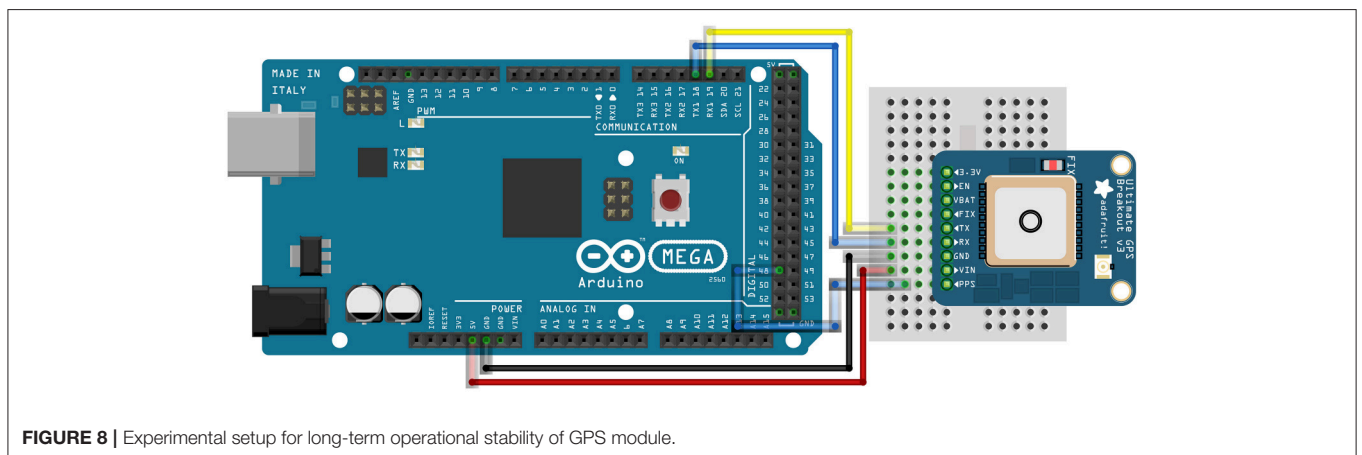 MADE IN
ITALY
AREF
GND
13
12
11
10
9
8
7
6
5
4
3
2
TX0 ◀ 1
RX0 ▶ 0
TX3 14
RX3 15
TX2 16
RX2 17
TX1 18
RX1 19
SDA 20
SCL 21
PWM
COMMUNICATION
L
TX
RX
ON
5V
22
24
26
28
30
32
34
36
38
40
42
44
46
48
50
52
31
33
35
37
39
41
43
45
47
49
51
53
DIGITAL
GND
TM
MEGA
2560
Arduino
POWER
ANALOG IN
IOREF
RESET
3V3
5V
GND
GND
VIN
A0
A1
A2
A3
A4
A5
6
A7
A8
A9
A10
A11
A12
A13
A14
A15
◀3.3V
▶EN
VBAT
◀FIX
◀TX
▶RX
GND
▶VIN
◀PPS
FIX
adafruit!
Ultimate GPS
Breakout v3
FIGURE 8 | Experimental setup for long-term operational stability of GPS module.